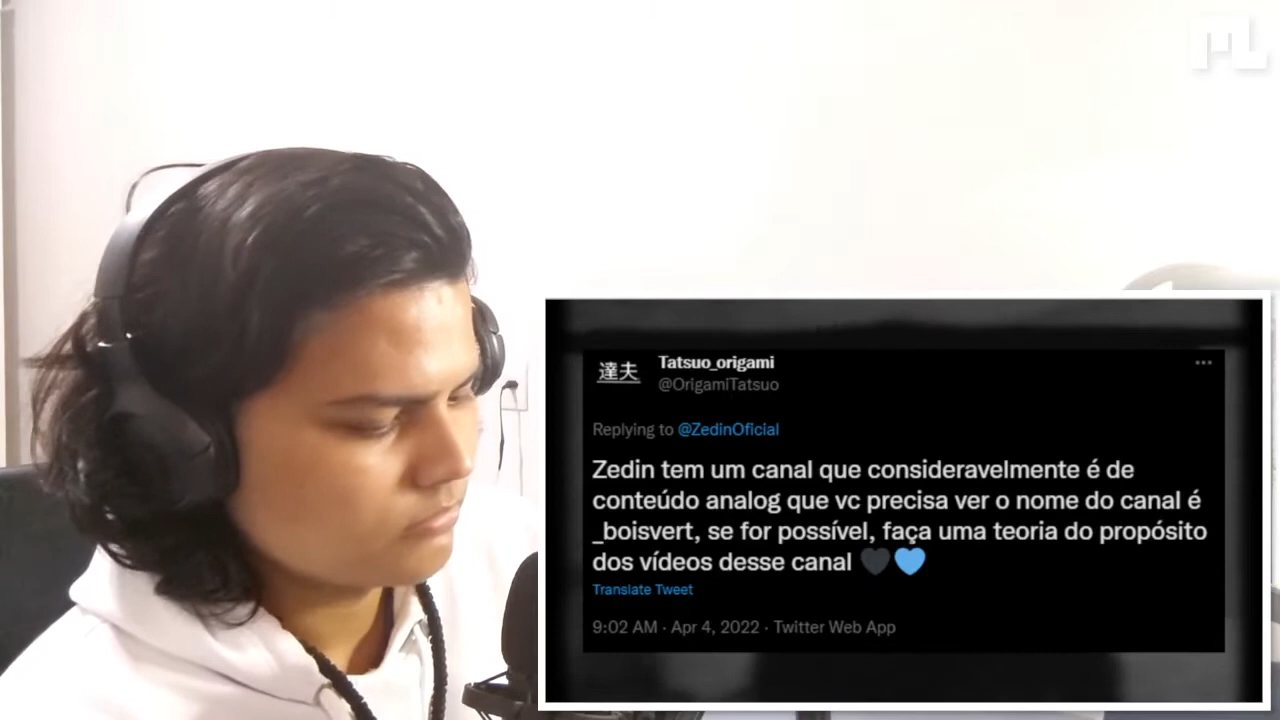 ML
達夫
Tatsuo_origami
@OrigamiTatsuo
Replying to @ZedinOficial
Zedin tem um canal que consideravelmente é de
conteúdo analog que vc precisa ver o nome do canal é
_boisvert, se for possível, faça uma teoria do propósito
dos vídeos desse canal 🖤💙
Translate Tweet
9:02 AM · Apr 4, 2022 · Twitter Web App